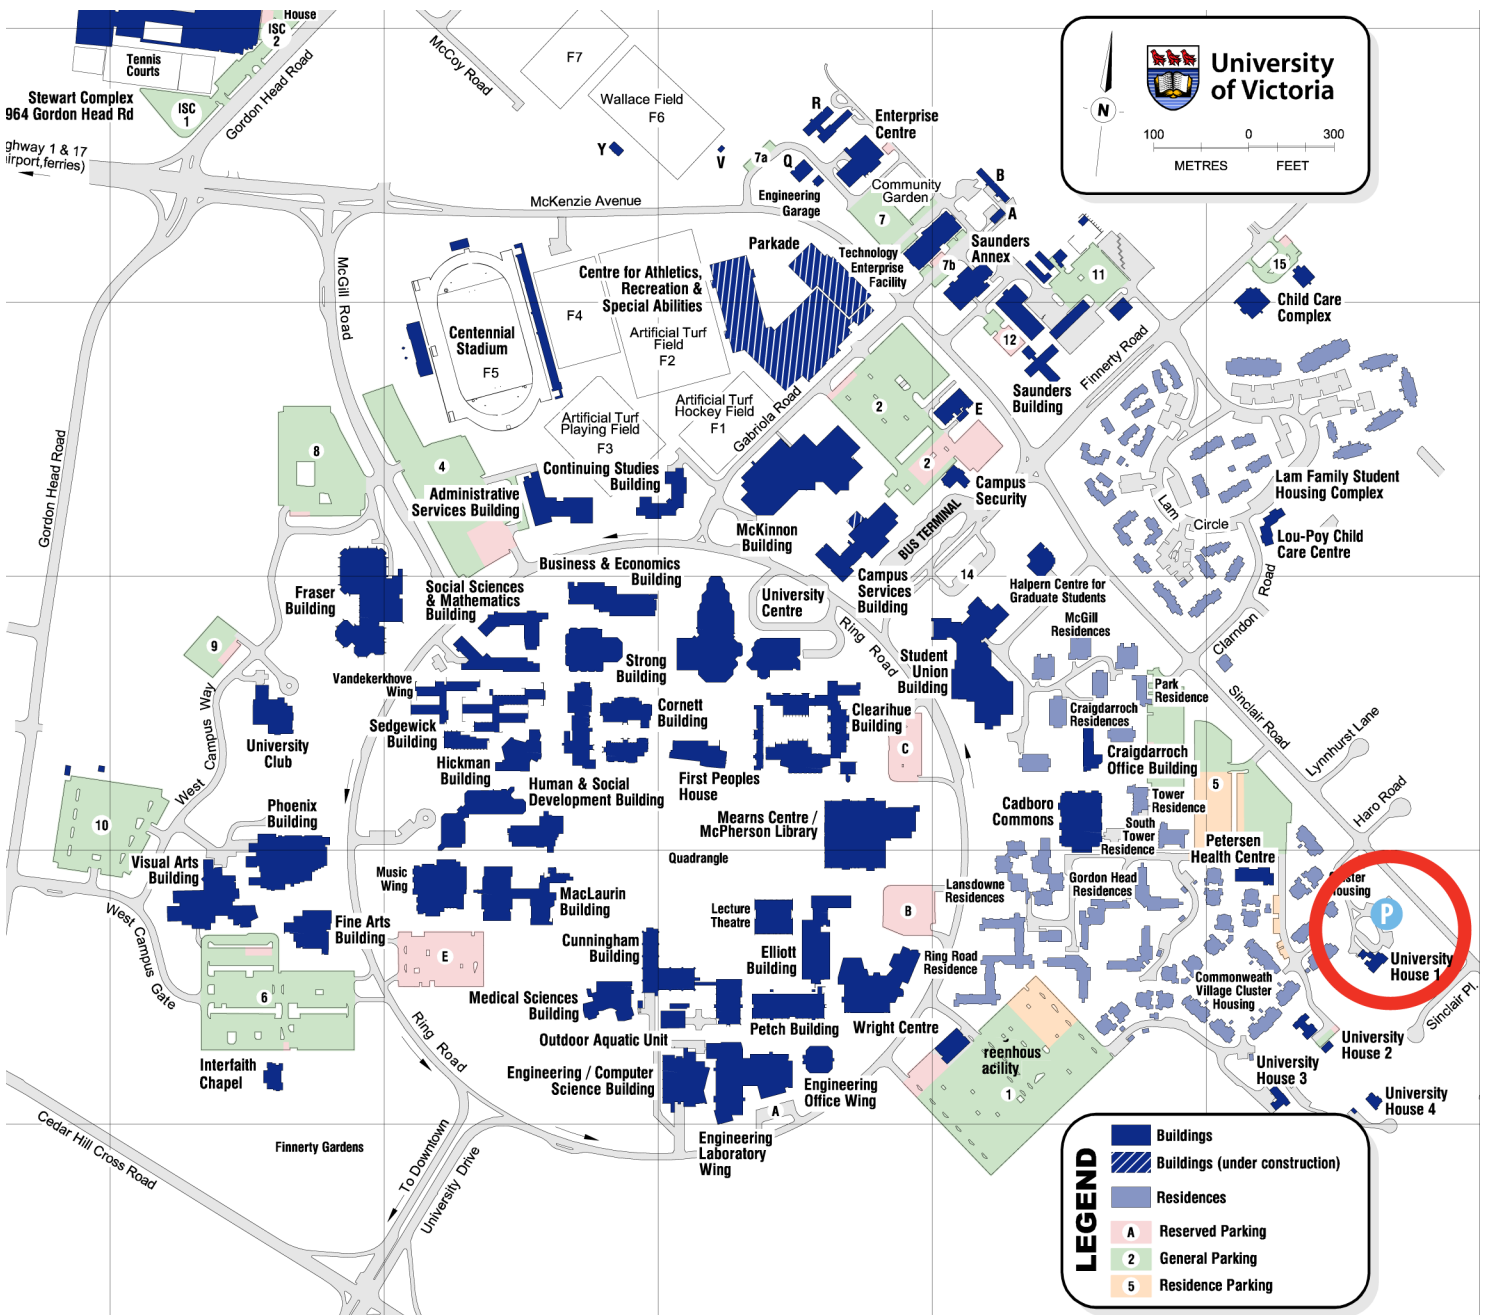 House
ISC
2
Tennis
Courts
Stewart Complex
964 Gordon Head Rd
ISC
1
Gordon Head Road
McCoy Road
ghway 1 & 17
airport,ferries)
F7
Wallace Field
F6
Y
V
R
Enterprise
Centre
7a
Q
Engineering
Garage
Community
Garden
7
B
A
McKenzie Avenue
University
of Victoria
N
100
0
300
METRES
FEET
McGill Road
Parkade
Technology
Enterprise
Facility
7b
Saunders
Annex
11
15
Child Care
Complex
Centre for Athletics,
Recreation &
Special Abilities
Centennial
Stadium
F5
F4
Artificial Turf
Field
F2
12
Saunders
Building
Finnerty Road
Artificial Turf
Playing Field
F3
Artificial Turf
Hockey Field
F1
Gabriola Road
2
E
2
Campus
Security
8
4
Gordon Head Road
Administrative
Services Building
Continuing Studies
Building
McKinnon
Building
BUS TERMINAL
Lam Family Student
Housing Complex
Lam
Circle
Lou-Poy Child
Care Centre
Road
Clarndon
Business & Economics
Building
Campus
Services
Building
14
Halpern Centre for
Graduate Students
Fraser
Building
Social Sciences
& Mathematics
Building
University
Centre
Ring
Road
McGill
Residences
9
Strong
Building
Student
Union
Building
Park
Residence
Vandekerkhove
Wing
Cornett
Building
Clearihue
Building
Craigdarroch
Residences
Sinclair Road
Sedgewick
Building
C
Craigdarroch
Office Building
Lynnhurst Lane
West Campus Way
University
Club
Hickman
Building
First Peoples
House
Human & Social
Development Building
5
Tower
Residence
Haro Road
10
Phoenix
Building
Mearns Centre /
McPherson Library
Cadboro
Commons
South
Tower
Residence
Petersen
Health Centre
Visual Arts
Building
Quadrangle
Music
Wing
MacLaurin
Building
Lansdowne
Residences
Gordon Head
Residences
P
West Campus Gate
Fine Arts
Building
Lecture
Theatre
B
Cunningham
Building
Elliott
Building
E
Ring Road
Residence
University
House 1
6
Medical Sciences
Building
Commonweath
Village Cluster
Housing
Petch Building
Wright Centre
Sinclair Pl.
Ring
Road
Outdoor Aquatic Unit
University
House 2
Interfaith
Chapel
Engineering / Computer
Science Building
Engineering
Office Wing
reenhous
acility
1
University
House 3
University
House 4
A
Engineering
Laboratory
Wing
Cedar Hill Cross Road
Finnerty Gardens
To Downtown
University Drive
LEGEND
Buildings
Buildings (under construction)
Residences
A
Reserved Parking
2
General Parking
5
Residence Parking